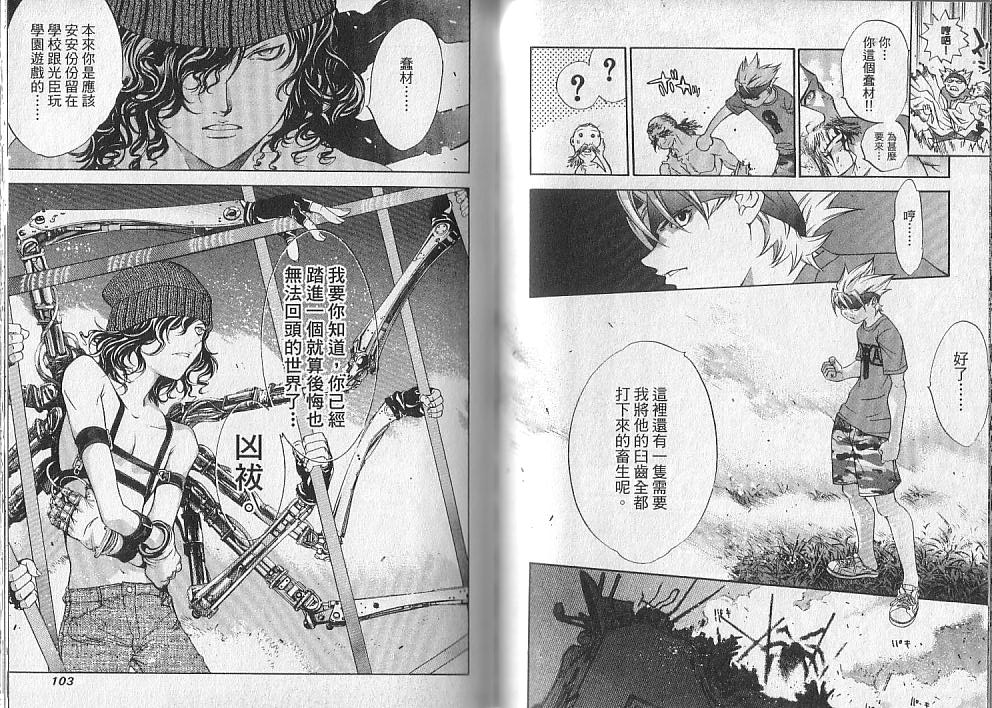 哼唔！
你…
你這個蠢材!!
為甚麼
要來…
?
?
哼……
好了……
這裡還有一隻需要
我將他的臼齒全都
打下來的畜生呢。
蠢材……
本來你是應該
安安份份留在
學校跟光臣玩
學園遊戲的……
我要你知道，你已經
踏進一個就算後悔也
無法回頭的世界了…
凶祓。
103